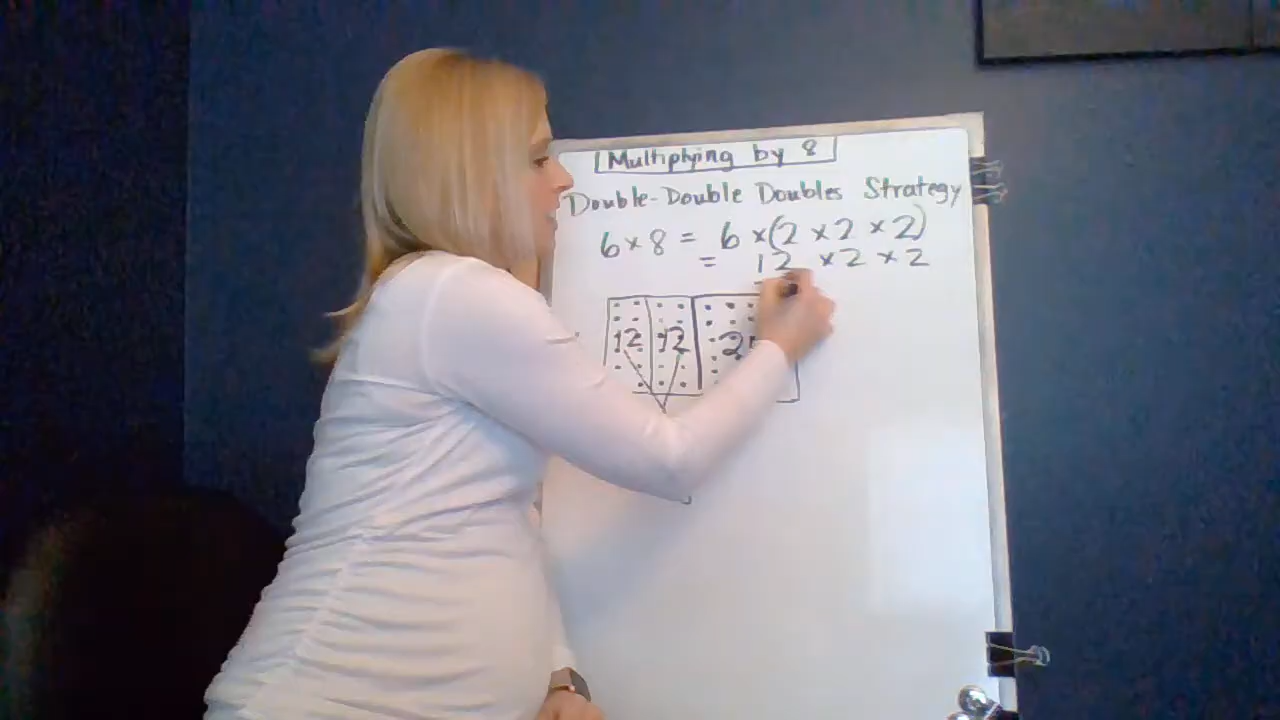 Multiplying by 8
Double-Double Doubles Strategy
6 × 8 = 6 × (2 × 2 × 2)
= 12 × 2 × 2
12 12